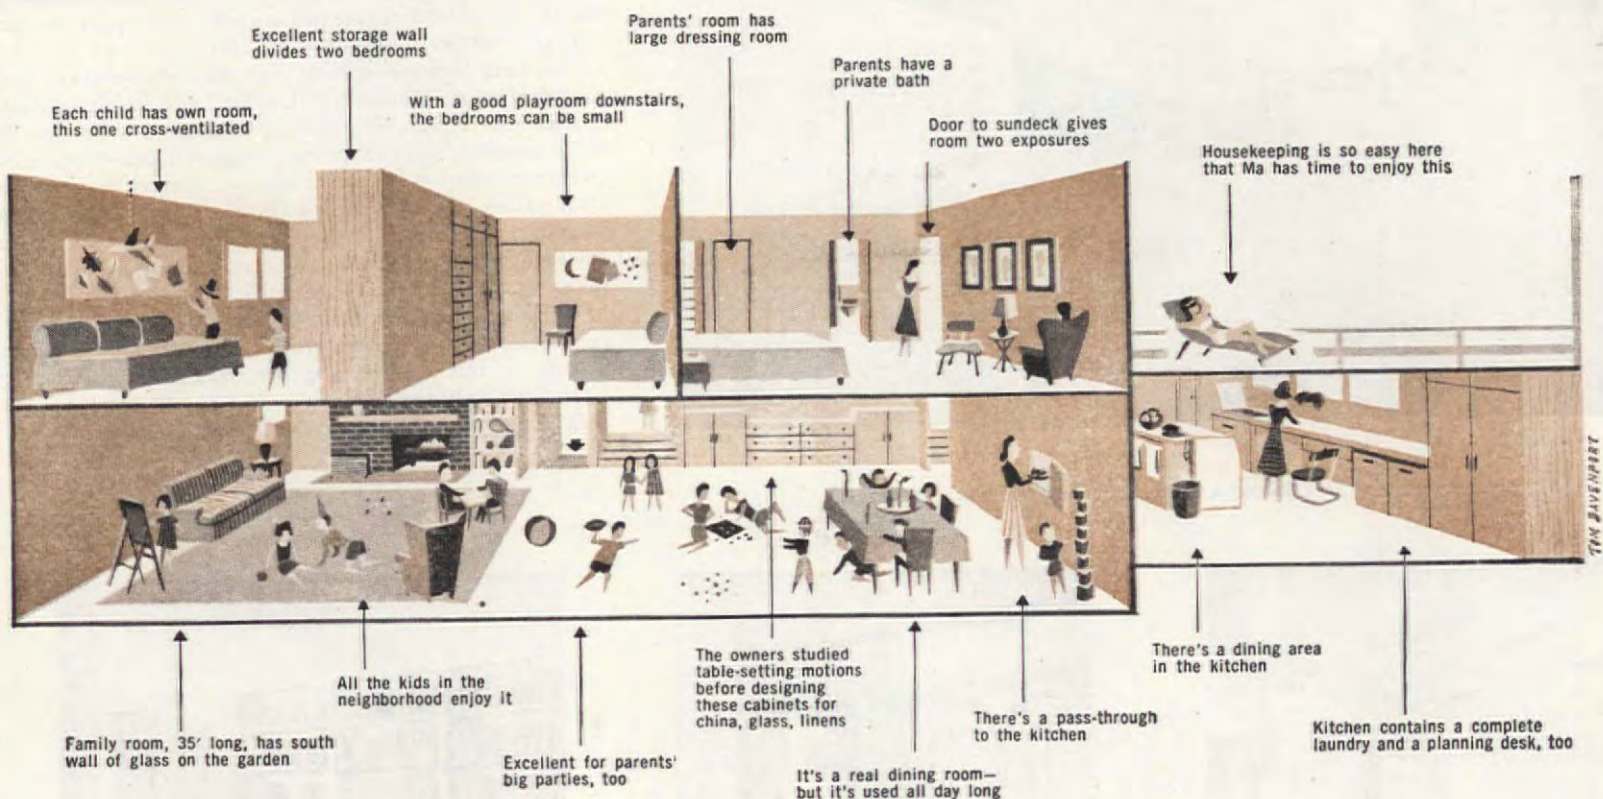 Parents' room has
large dressing room
Excellent storage wall
divides two bedrooms
Parents have a
private bath
Each child has own room,
this one cross-ventilated
With a good playroom downstairs,
the bedrooms can be small
Door to sundeck gives
room two exposures
Housekeeping is so easy here
that Ma has time to enjoy this
TOM DAVENPORT
Family room, 35′ long, has south
wall of glass on the garden
All the kids in the
neighborhood enjoy it
Excellent for parents'
big parties, too
The owners studied
table-setting motions
before designing
these cabinets for
china, glass, linens
It's a real dining room—
but it's used all day long
There's a pass-through
to the kitchen
There's a dining area
in the kitchen
Kitchen contains a complete
laundry and a planning desk, too